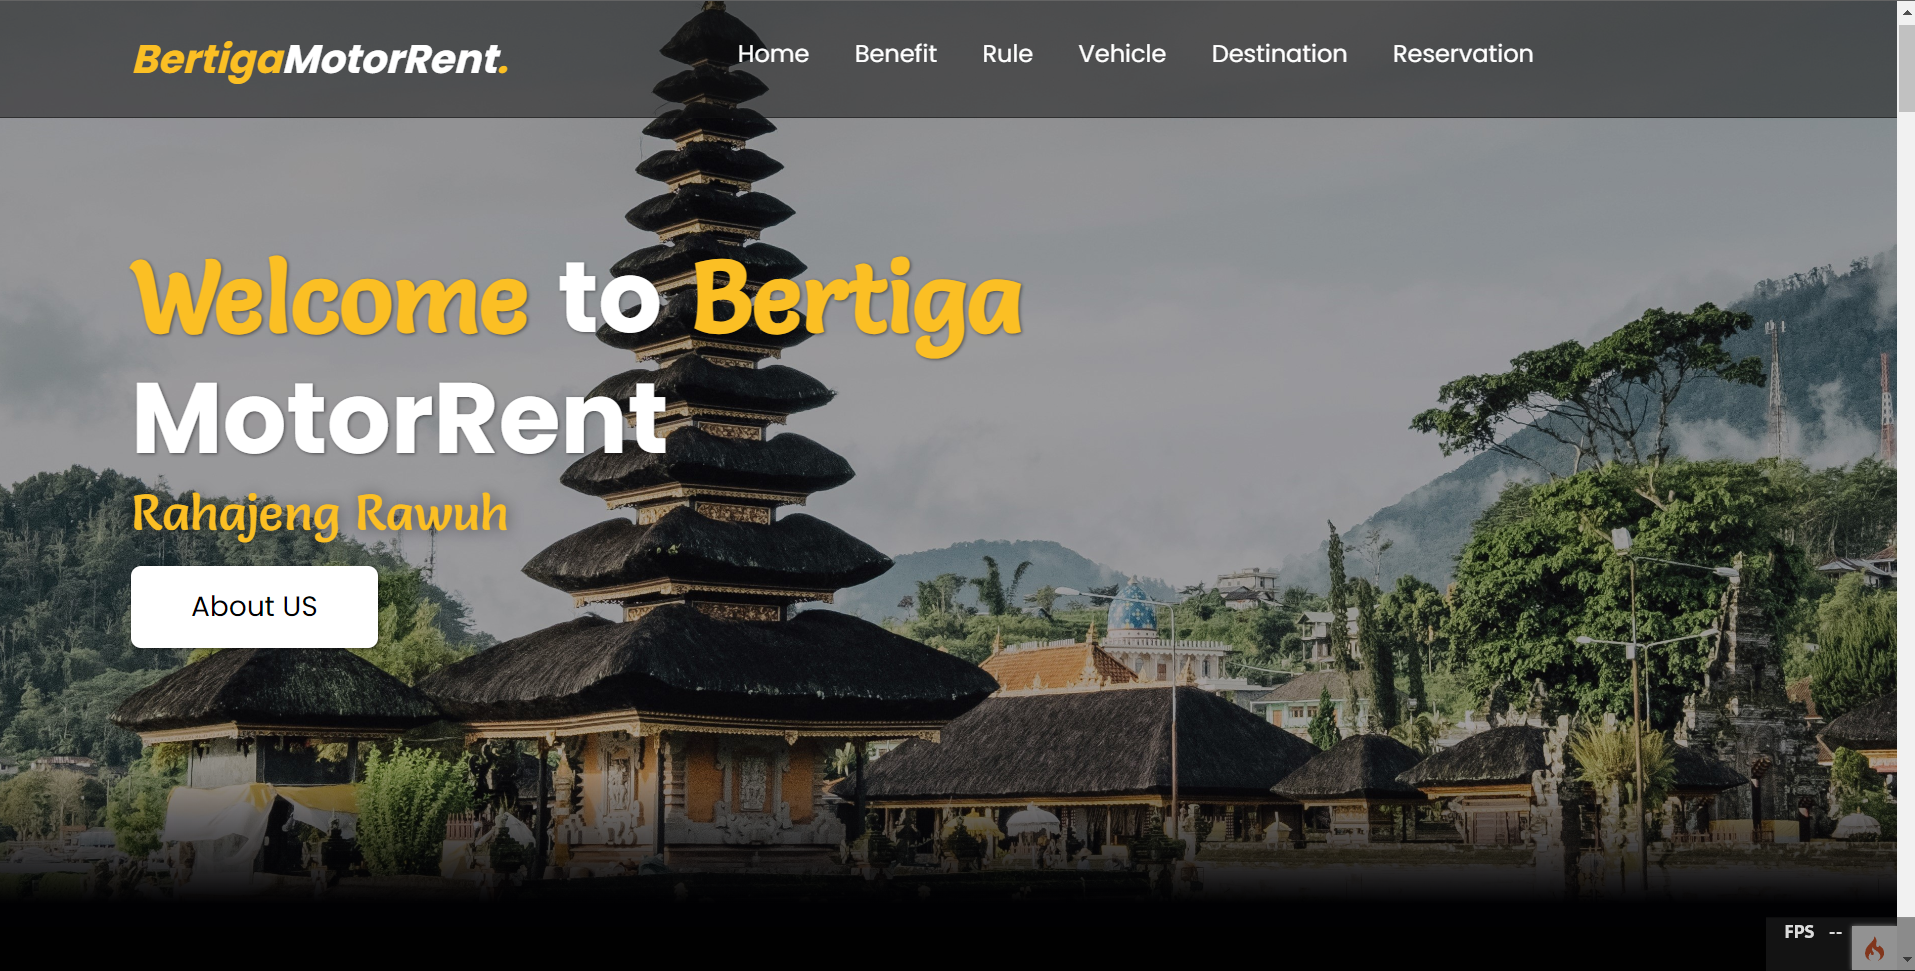 BertigaMotorRent.
Home Benefit Rule Vehicle Destination Reservation
Welcome to Bertiga
MotorRent
Rahajeng Rawuh
About US
FPS --